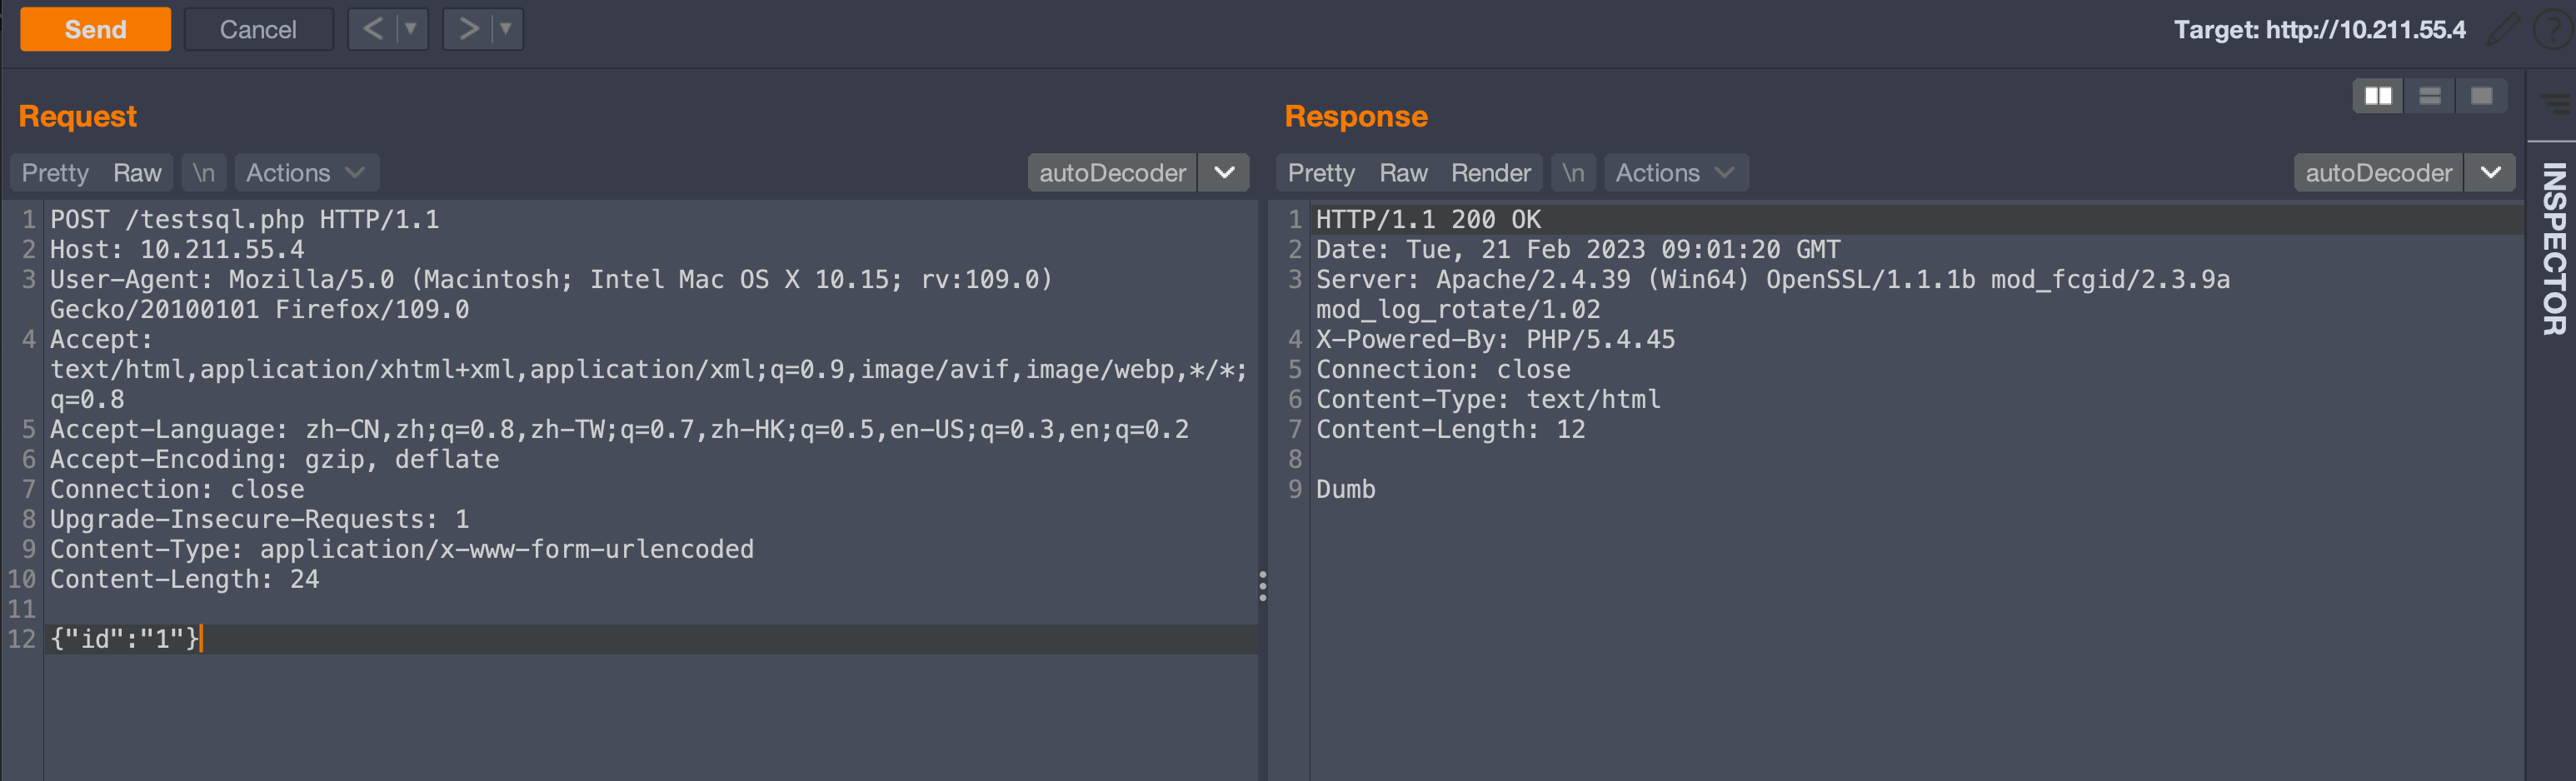 Send Cancel < > Target: http://10.211.55.4 ?
Request
Pretty Raw \n Actions autoDecoder
1 POST /testsql.php HTTP/1.1
2 Host: 10.211.55.4
3 User-Agent: Mozilla/5.0 (Macintosh; Intel Mac OS X 10.15; rv:109.0)
Gecko/20100101 Firefox/109.0
4 Accept:
text/html,application/xhtml+xml,application/xml;q=0.9,image/avif,image/webp,*/*;
q=0.8
5 Accept-Language: zh-CN,zh;q=0.8,zh-TW;q=0.7,zh-HK;q=0.5,en-US;q=0.3,en;q=0.2
6 Accept-Encoding: gzip, deflate
7 Connection: close
8 Upgrade-Insecure-Requests: 1
9 Content-Type: application/x-www-form-urlencoded
10 Content-Length: 24
11
12 {"id":"1"}
Response
Pretty Raw Render \n Actions autoDecoder
1 HTTP/1.1 200 OK
2 Date: Tue, 21 Feb 2023 09:01:20 GMT
3 Server: Apache/2.4.39 (Win64) OpenSSL/1.1.1b mod_fcgid/2.3.9a
mod_log_rotate/1.02
4 X-Powered-By: PHP/5.4.45
5 Connection: close
6 Content-Type: text/html
7 Content-Length: 12
8
9 Dumb
INSPECTOR